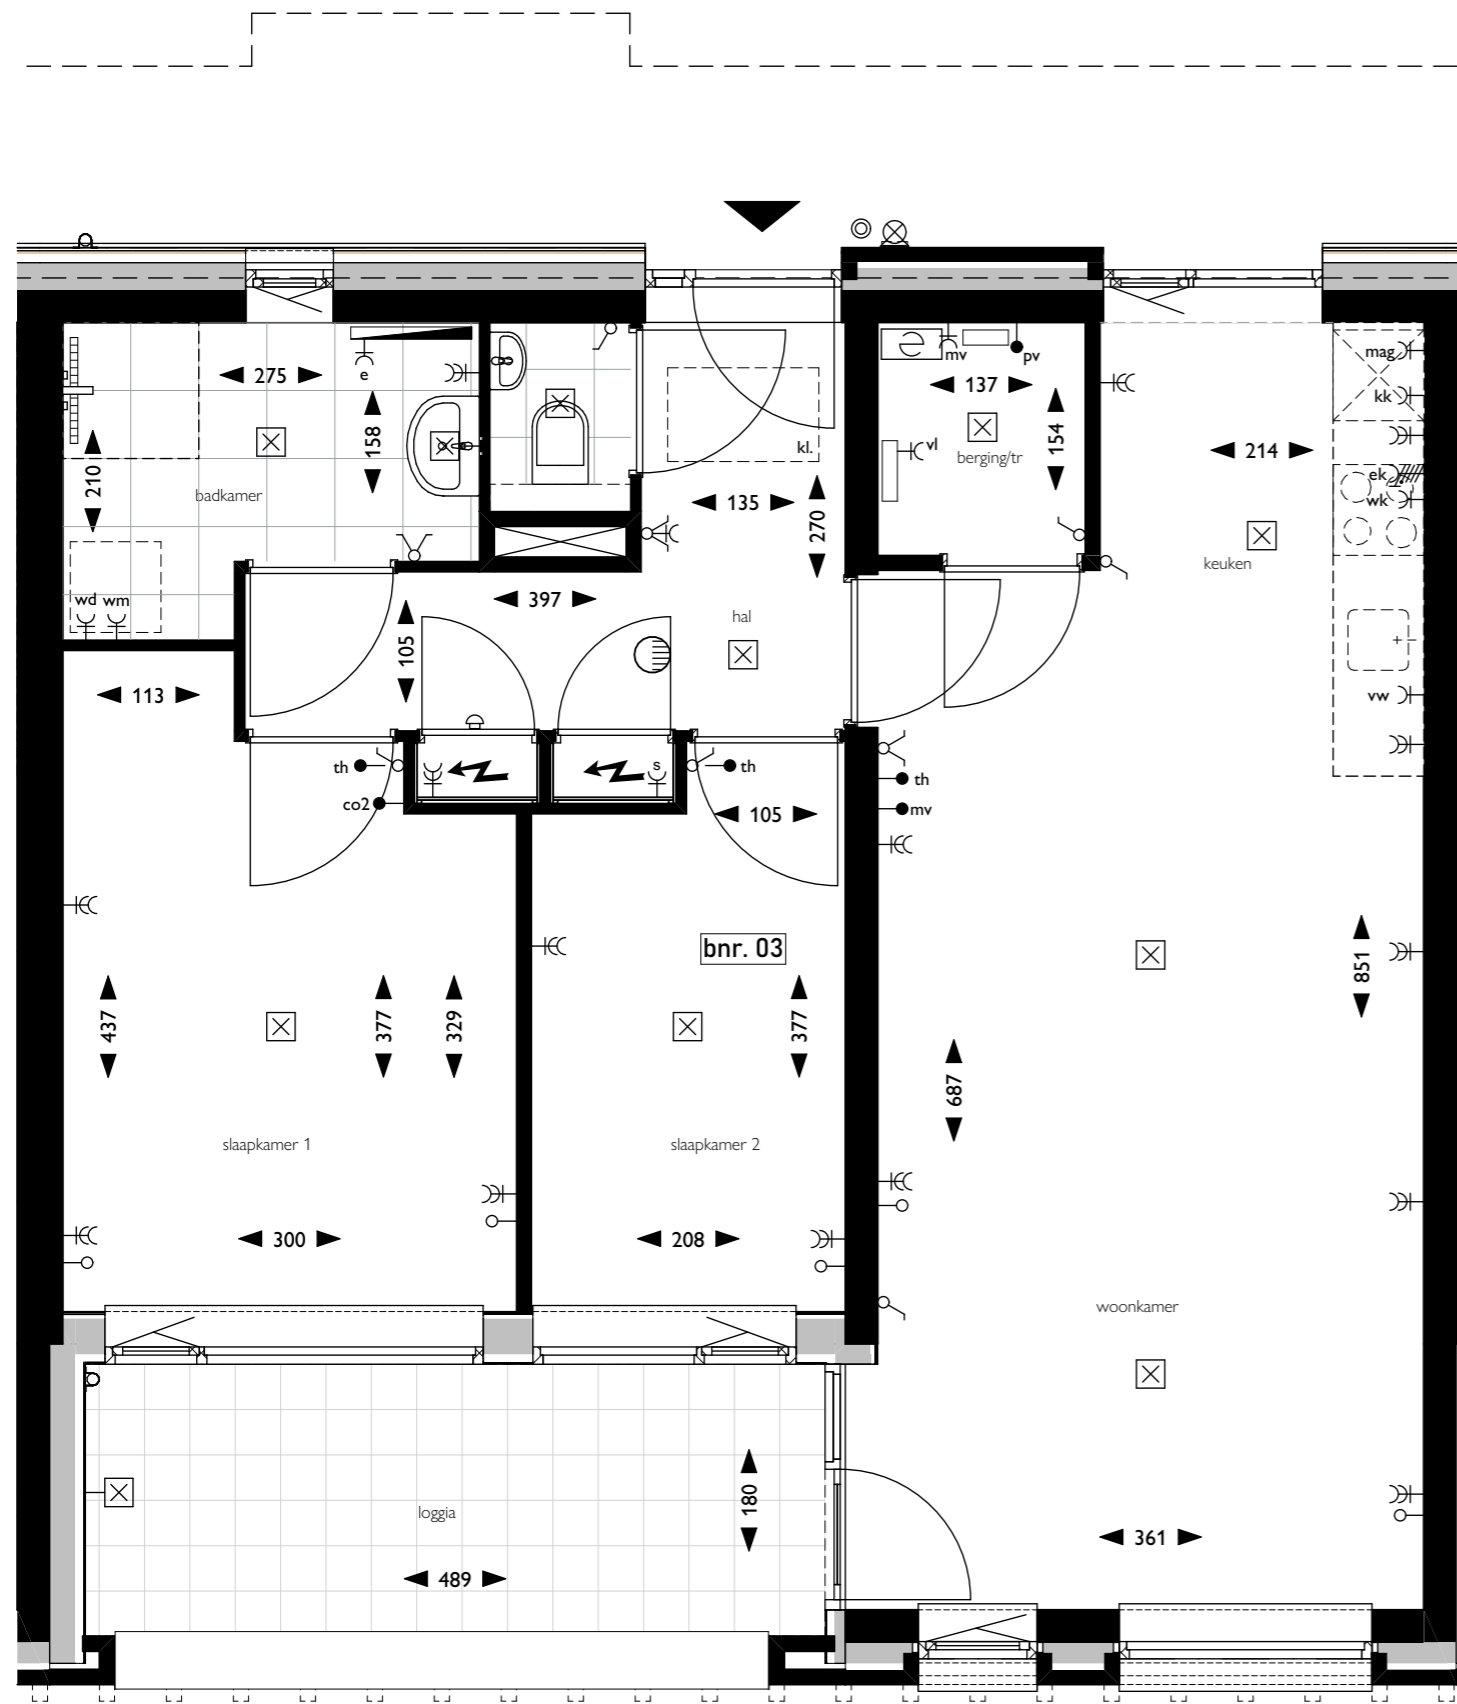 275
e
158
210
badkamer
wd wm
kl.
135
270
mv
pv
137
vl
154
berging/tr
mag
kk
214
ek
wk
keuken
vw
397
hal
105
113
th
co2
s
th
105
th
mv
bnr. 03
437
377
329
377
687
851
slaapkamer 1
slaapkamer 2
300
208
woonkamer
loggia
180
489
361